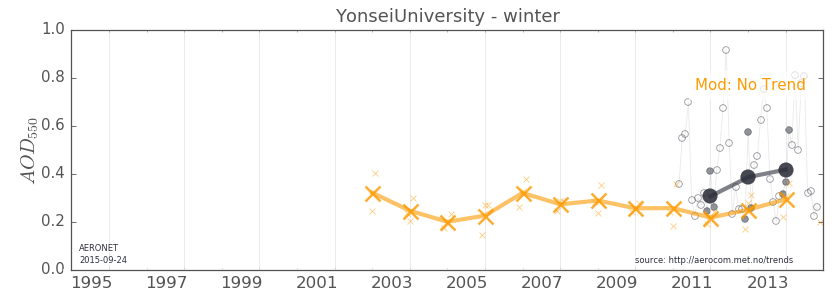 YonseiUniversity - winter
1.0
0.8
0.6
0.4
0.2
0.0
AOD550
Mod: No Trend
AERONET
2015-09-24
source: http://aerocom.met.no/trends
1995 1997 1999 2001 2003 2005 2007 2009 2011 2013